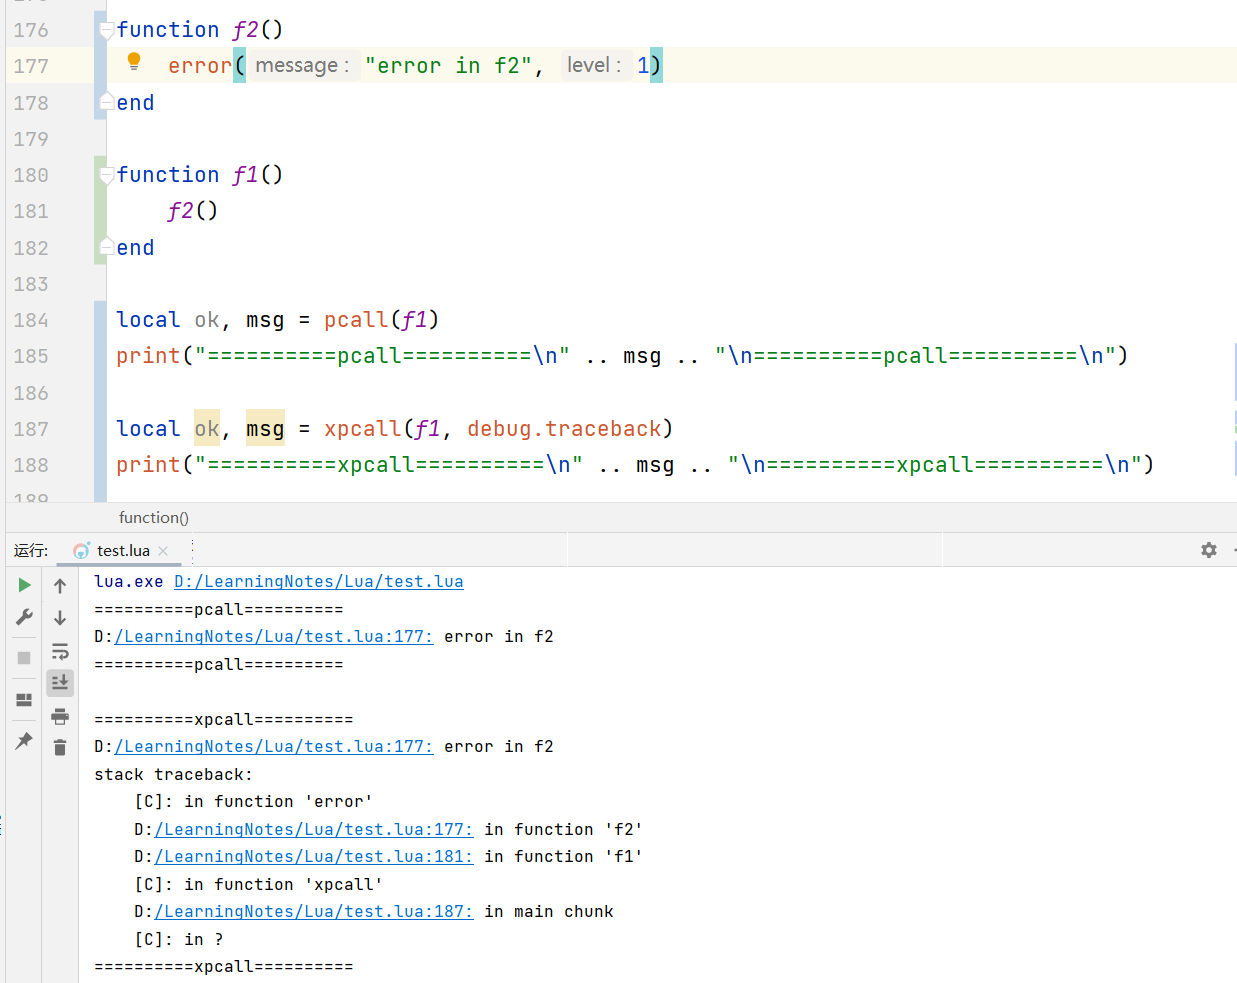 176 function f2()
177 error( message: "error in f2", level: 1)
178 end
179
180 function f1()
181 f2()
182 end
183
184 local ok, msg = pcall(f1)
185 print("==========pcall==========\n" .. msg .. "\n==========pcall==========\n")
186
187 local ok, msg = xpcall(f1, debug.traceback)
188 print("==========xpcall==========\n" .. msg .. "\n==========xpcall==========\n")
189
function()
运行: test.lua
lua.exe D:/LearningNotes/Lua/test.lua
==========pcall==========
D:/LearningNotes/Lua/test.lua:177: error in f2
==========pcall==========
==========xpcall==========
D:/LearningNotes/Lua/test.lua:177: error in f2
stack traceback:
[C]: in function 'error'
D:/LearningNotes/Lua/test.lua:177: in function 'f2'
D:/LearningNotes/Lua/test.lua:181: in function 'f1'
[C]: in function 'xpcall'
D:/LearningNotes/Lua/test.lua:187: in main chunk
[C]: in ?
==========xpcall==========